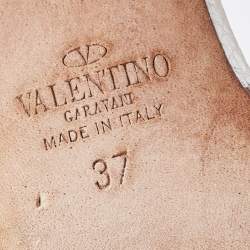 VALENTINO
GARAVANI
MADE IN ITALY
37